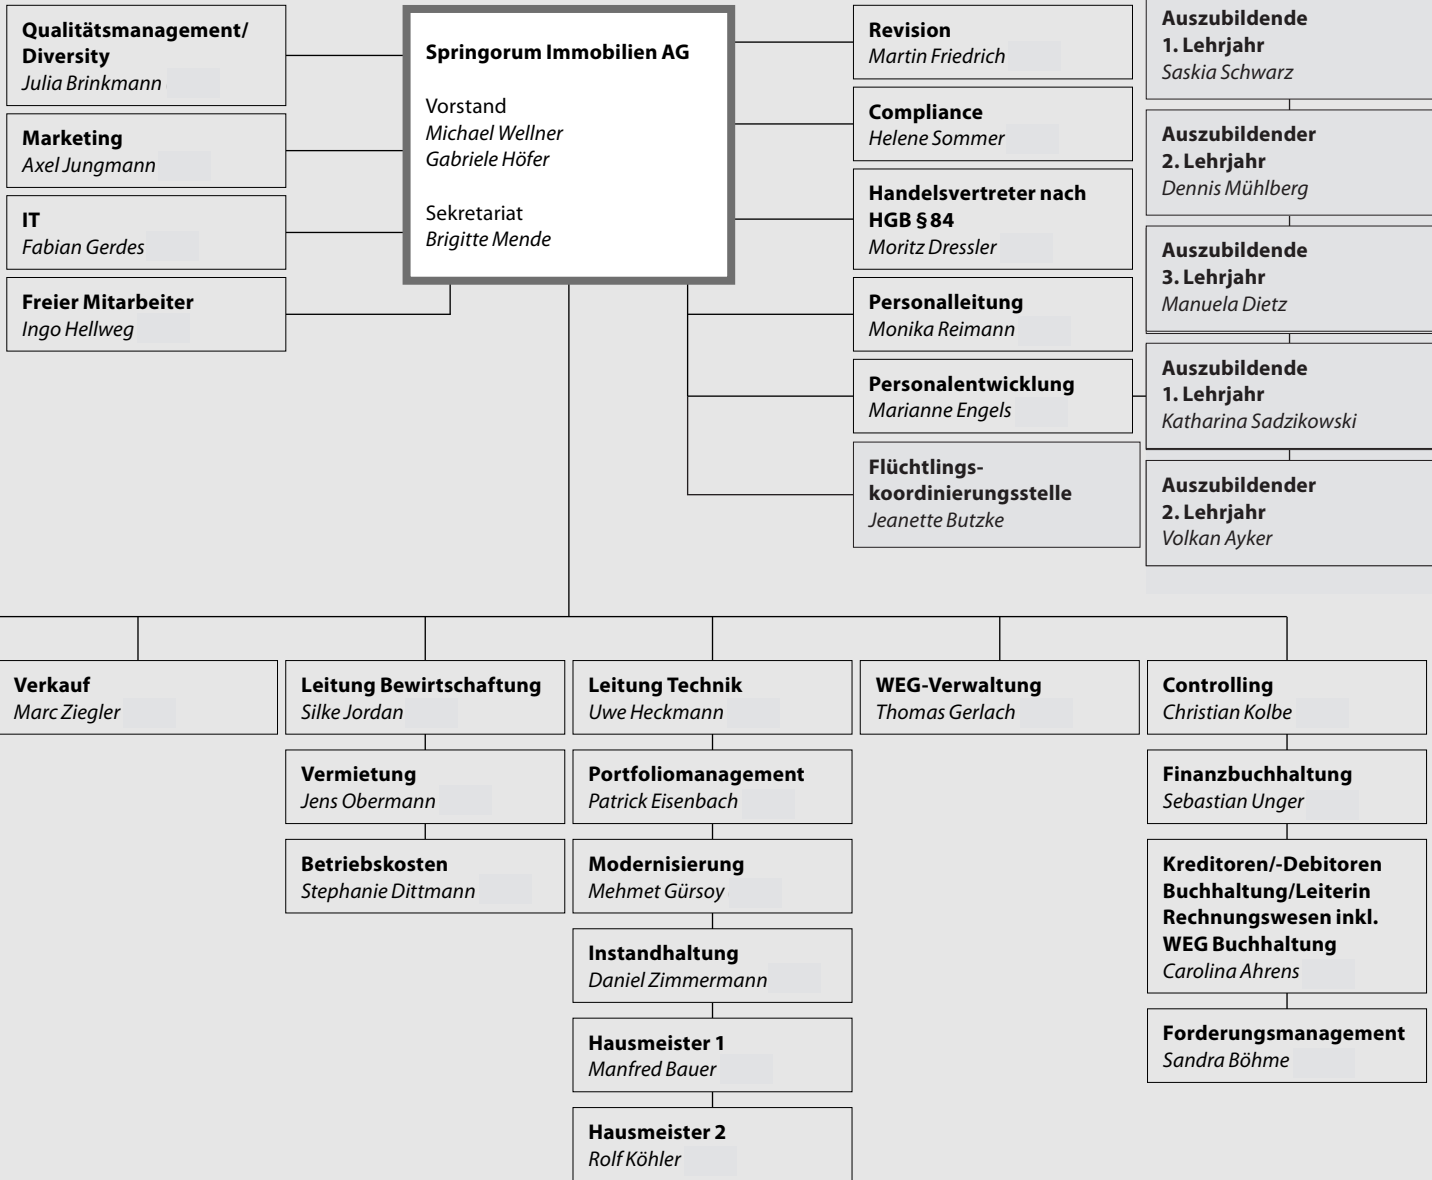 Qualitätsmanagement/
Diversity
Julia Brinkmann
Marketing
Axel Jungmann
IT
Fabian Gerdes
Freier Mitarbeiter
Ingo Hellweg
Springorum Immobilien AG
Vorstand
Michael Wellner
Gabriele Höfer
Sekretariat
Brigitte Mende
Revision
Martin Friedrich
Compliance
Helene Sommer
Handelsvertreter nach
HGB § 84
Moritz Dressler
Personalleitung
Monika Reimann
Personalentwicklung
Marianne Engels
Flüchtlings-
koordinierungsstelle
Jeanette Butzke
Auszubildende
1. Lehrjahr
Saskia Schwarz
Auszubildender
2. Lehrjahr
Dennis Mühlberg
Auszubildende
3. Lehrjahr
Manuela Dietz
Auszubildende
1. Lehrjahr
Katharina Sadzikowski
Auszubildender
2. Lehrjahr
Volkan Ayker
Verkauf
Marc Ziegler
Leitung Bewirtschaftung
Silke Jordan
Vermietung
Jens Obermann
Betriebskosten
Stephanie Dittmann
Leitung Technik
Uwe Heckmann
Portfoliomanagement
Patrick Eisenbach
Modernisierung
Mehmet Gürsoy
Instandhaltung
Daniel Zimmermann
Hausmeister 1
Manfred Bauer
Hausmeister 2
Rolf Köhler
WEG-Verwaltung
Thomas Gerlach
Controlling
Christian Kolbe
Finanzbuchhaltung
Sebastian Unger
Kreditoren/-Debitoren
Buchhaltung/Leiterin
Rechnungswesen inkl.
WEG Buchhaltung
Carolina Ahrens
Forderungsmanagement
Sandra Böhme